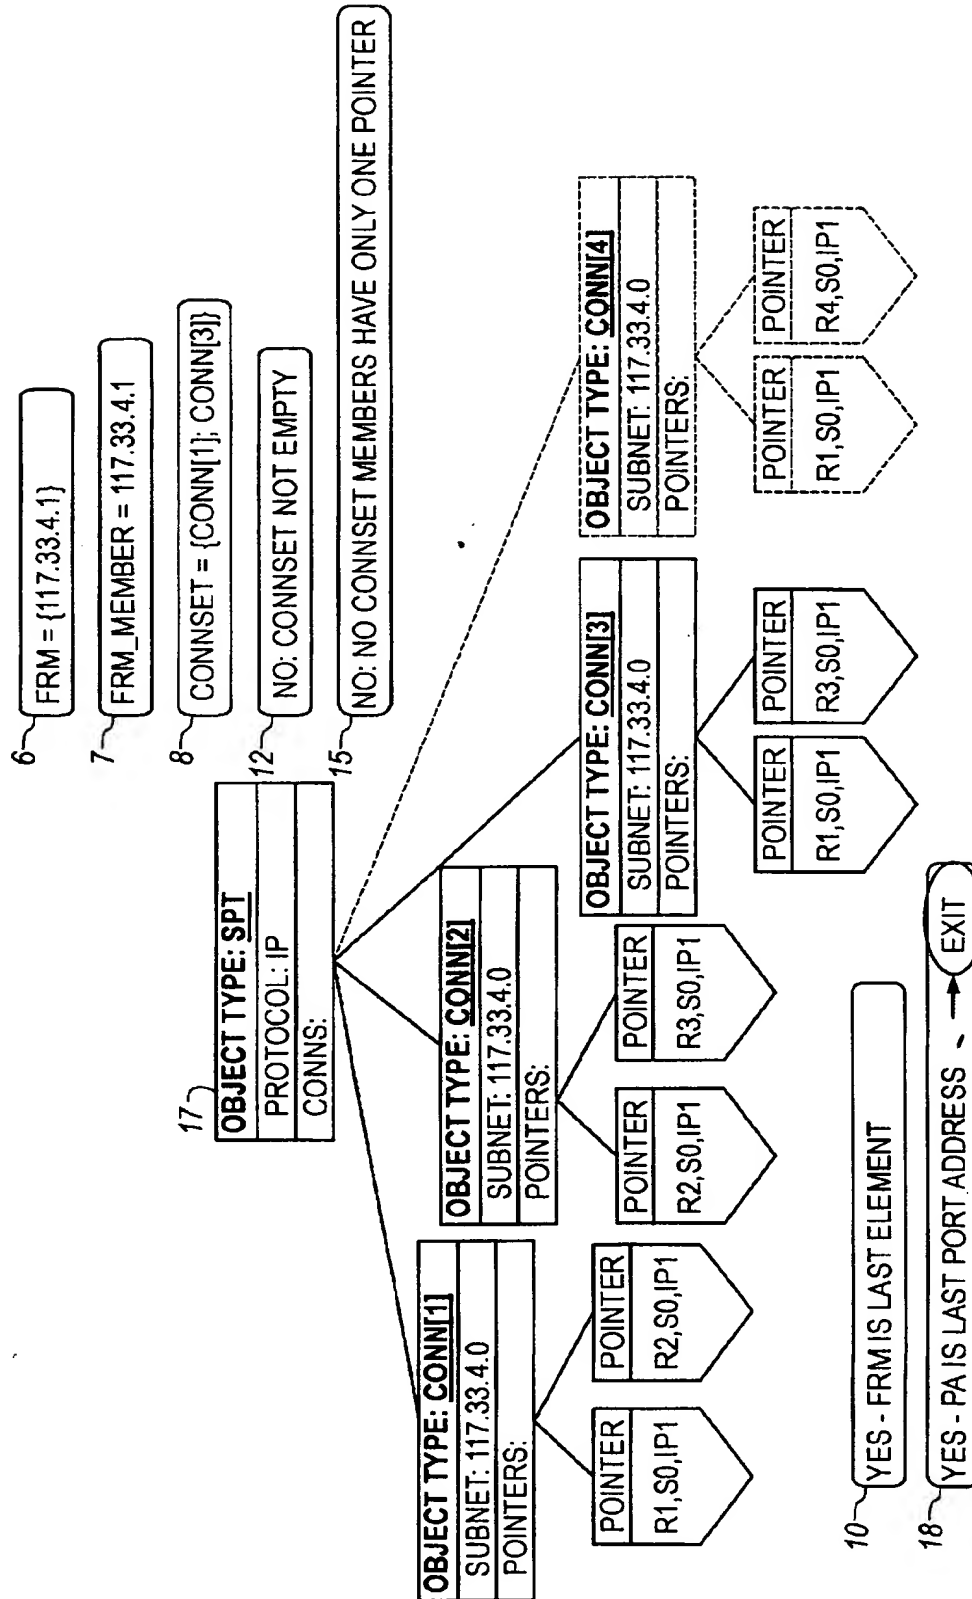 6
FRM = {117.33.4.1}
7
FRM_MEMBER = 117.33.4.1
8
CONNSET = {CONN[1]; CONN[3]}
12
NO: CONNSET NOT EMPTY
15
NO: NO CONNSET MEMBERS HAVE ONLY ONE POINTER
17
OBJECT TYPE: SPT
PROTOCOL: IP
CONNS:
OBJECT TYPE: CONN[1]
SUBNET: 117.33.4.0
POINTERS:
POINTER
R1,S0,IP1
POINTER
R2,S0,IP1
OBJECT TYPE: CONN[2]
SUBNET: 117.33.4.0
POINTERS:
POINTER
R2,S0,IP1
POINTER
R3,S0,IP1
OBJECT TYPE: CONN[3]
SUBNET: 117.33.4.0
POINTERS:
POINTER
R1,S0,IP1
POINTER
R3,S0,IP1
OBJECT TYPE: CONN[4]
SUBNET: 117.33.4.0
POINTERS:
POINTER
R1,S0,IP1
POINTER
R4,S0,IP1
10
YES - FRM IS LAST ELEMENT
18
YES - PA IS LAST PORT ADDRESS
EXIT